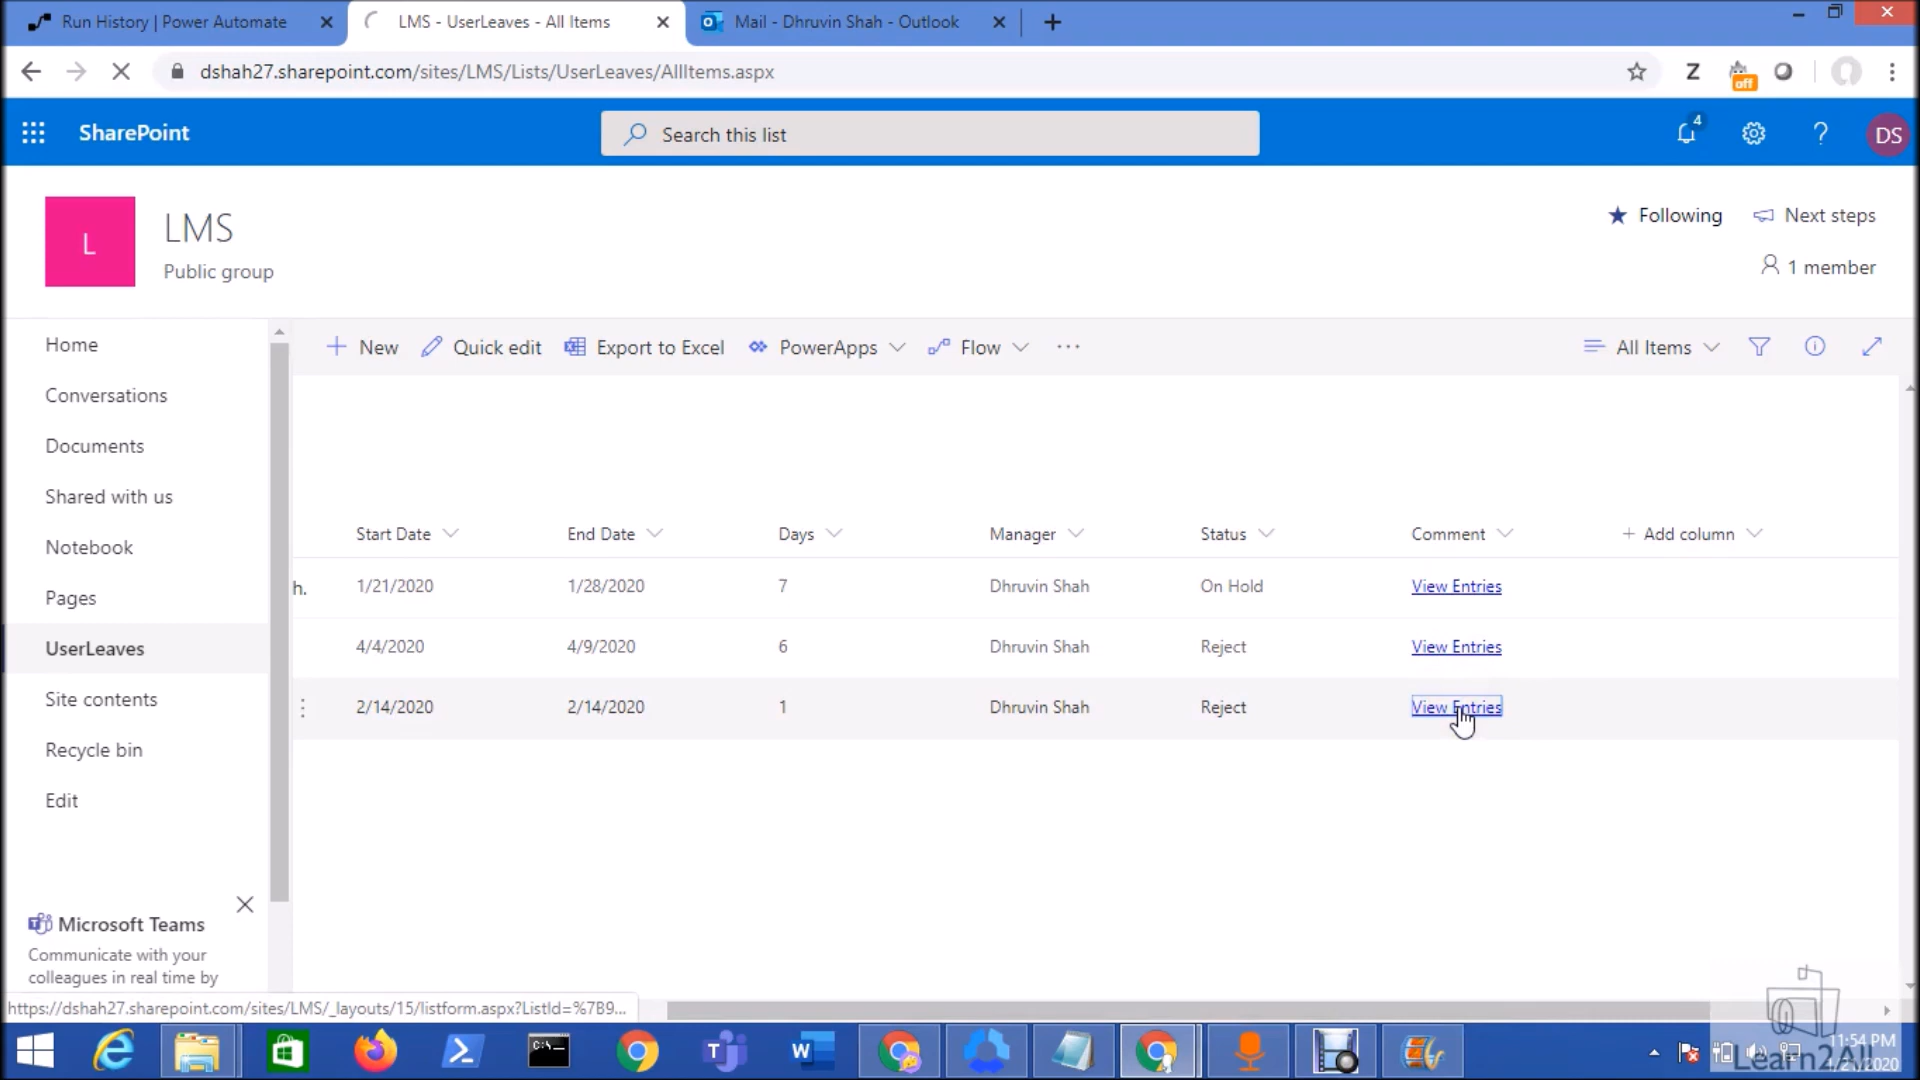 Run History | Power Automate
LMS - UserLeaves - All Items
Mail - Dhruvin Shah - Outlook
dshah27.sharepoint.com/sites/LMS/Lists/UserLeaves/AllItems.aspx
Z
off
SharePoint
Search this list
4
?
DS
L
LMS
Public group
Following
Next steps
1 member
Home
Conversations
Documents
Shared with us
Notebook
Pages
UserLeaves
Site contents
Recycle bin
Edit
New
Quick edit
Export to Excel
PowerApps
Flow
All Items
Start Date
End Date
Days
Manager
Status
Comment
+ Add column
h.
1/21/2020
1/28/2020
7
Dhruvin Shah
On Hold
View Entries
4/4/2020
4/9/2020
6
Dhruvin Shah
Reject
View Entries
2/14/2020
2/14/2020
1
Dhruvin Shah
Reject
View Entries
Microsoft Teams
Communicate with your
colleagues in real time by
https://dshah27.sharepoint.com/sites/LMS/_layouts/15/listform.aspx?ListId=%7B9...
11:54 PM
1/21/2020
Learn2All